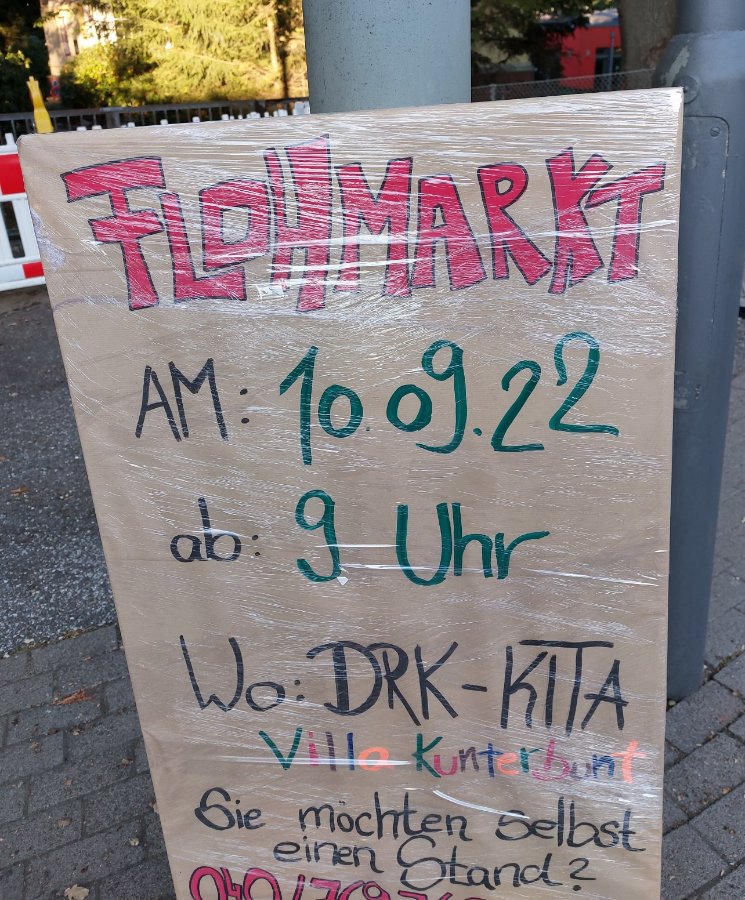 FLOHMARKT
AM: 10.09.22
ab: 9 Uhr
Wo: DRK-KITA
Villa Kunterbunt
Sie möchten selbst
einen Stand?